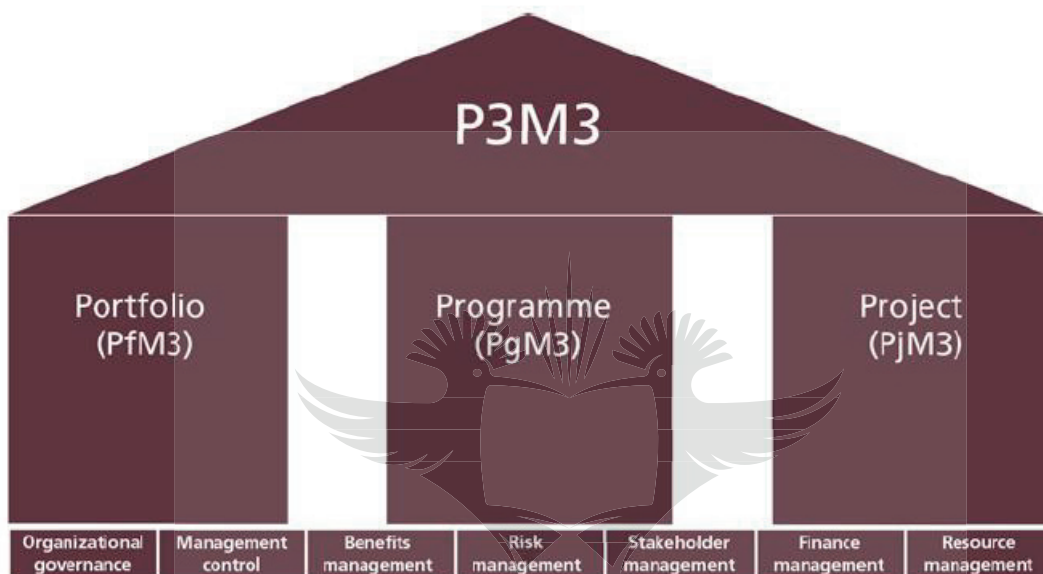 P3M3
Portfolio
(PfM3)
Programme
(PgM3)
Project
(PjM3)
Organizational
governance
Management
control
Benefits
management
Risk
management
Stakeholder
management
Finance
management
Resource
management